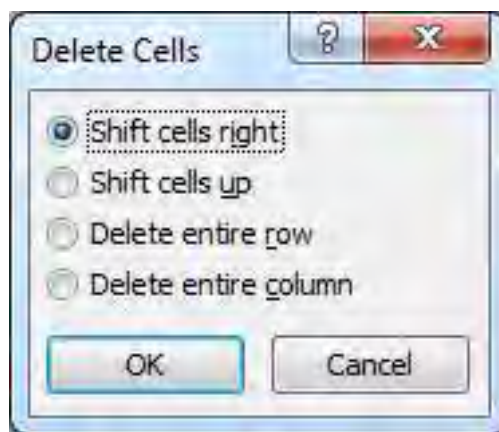 Delete Cells
Shift cells right
Shift cells up
Delete entire row
Delete entire column
OK Cancel